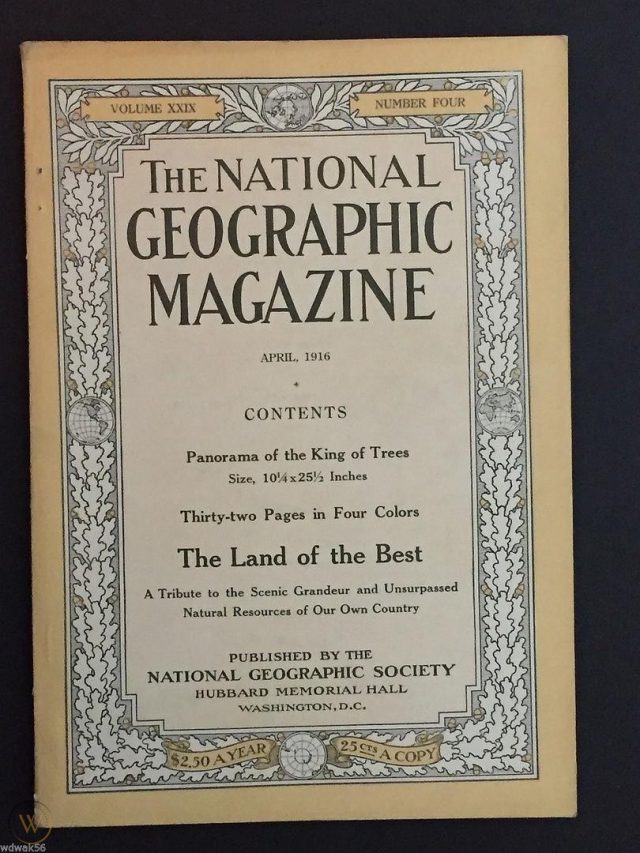 VOLUME XXIX
NUMBER FOUR
THE NATIONAL
GEOGRAPHIC
MAGAZINE
APRIL, 1916
CONTENTS
Panorama of the King of Trees
Size, 10¼ x 25½ Inches
Thirty-two Pages in Four Colors
The Land of the Best
A Tribute to the Scenic Grandeur and Unsurpassed
Natural Resources of Our Own Country
PUBLISHED BY THE
NATIONAL GEOGRAPHIC SOCIETY
HUBBARD MEMORIAL HALL
WASHINGTON, D.C.
$2.50 A YEAR
25 CTS A COPY
W
wdwak56